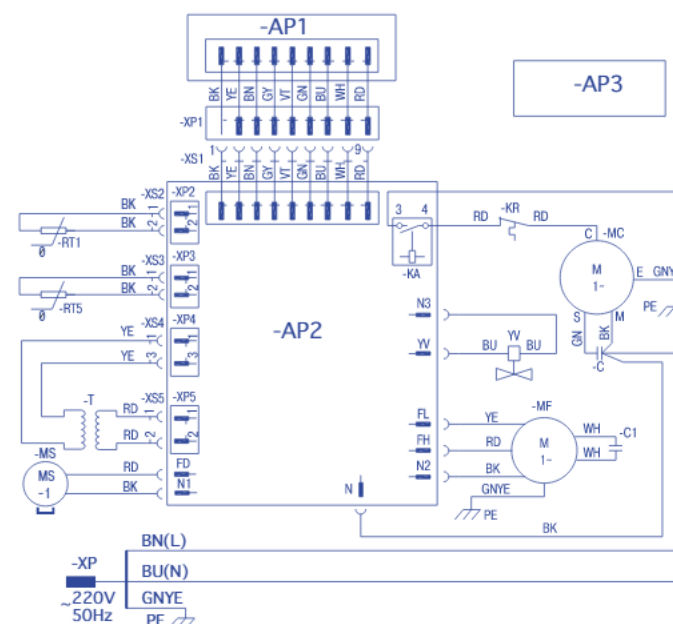 -AP1
-AP3
BK YE BN GY VT GN BU WH RD
-XP1
1 9
-XS1
BK YE BN GY VT GN BU WH RD
-XS2 -XP2
BK 1 1
BK 2 2
-RT1
0
-XS3 -XP3
BK 1 1
BK 2 2
-RT5
0
-XS4 -XP4
YE 1 1
YE 3 3
-T
-XS5 -XP5
RD 1 1
RD 2 2
-MS
MS
-1
RD FD
BK N1
-AP2
3 4
-KA
RD -KR RD
C -MC
M
1~
E GNY
PE
S M
GN BK
-C
N3
YV BU YV BU
FL YE
FH RD
N2 BK
-MF
M
1~
WH -C1
WH
GNYE
PE
N
BK
-XP
~220V
50Hz
BN(L)
BU(N)
GNYE
PE